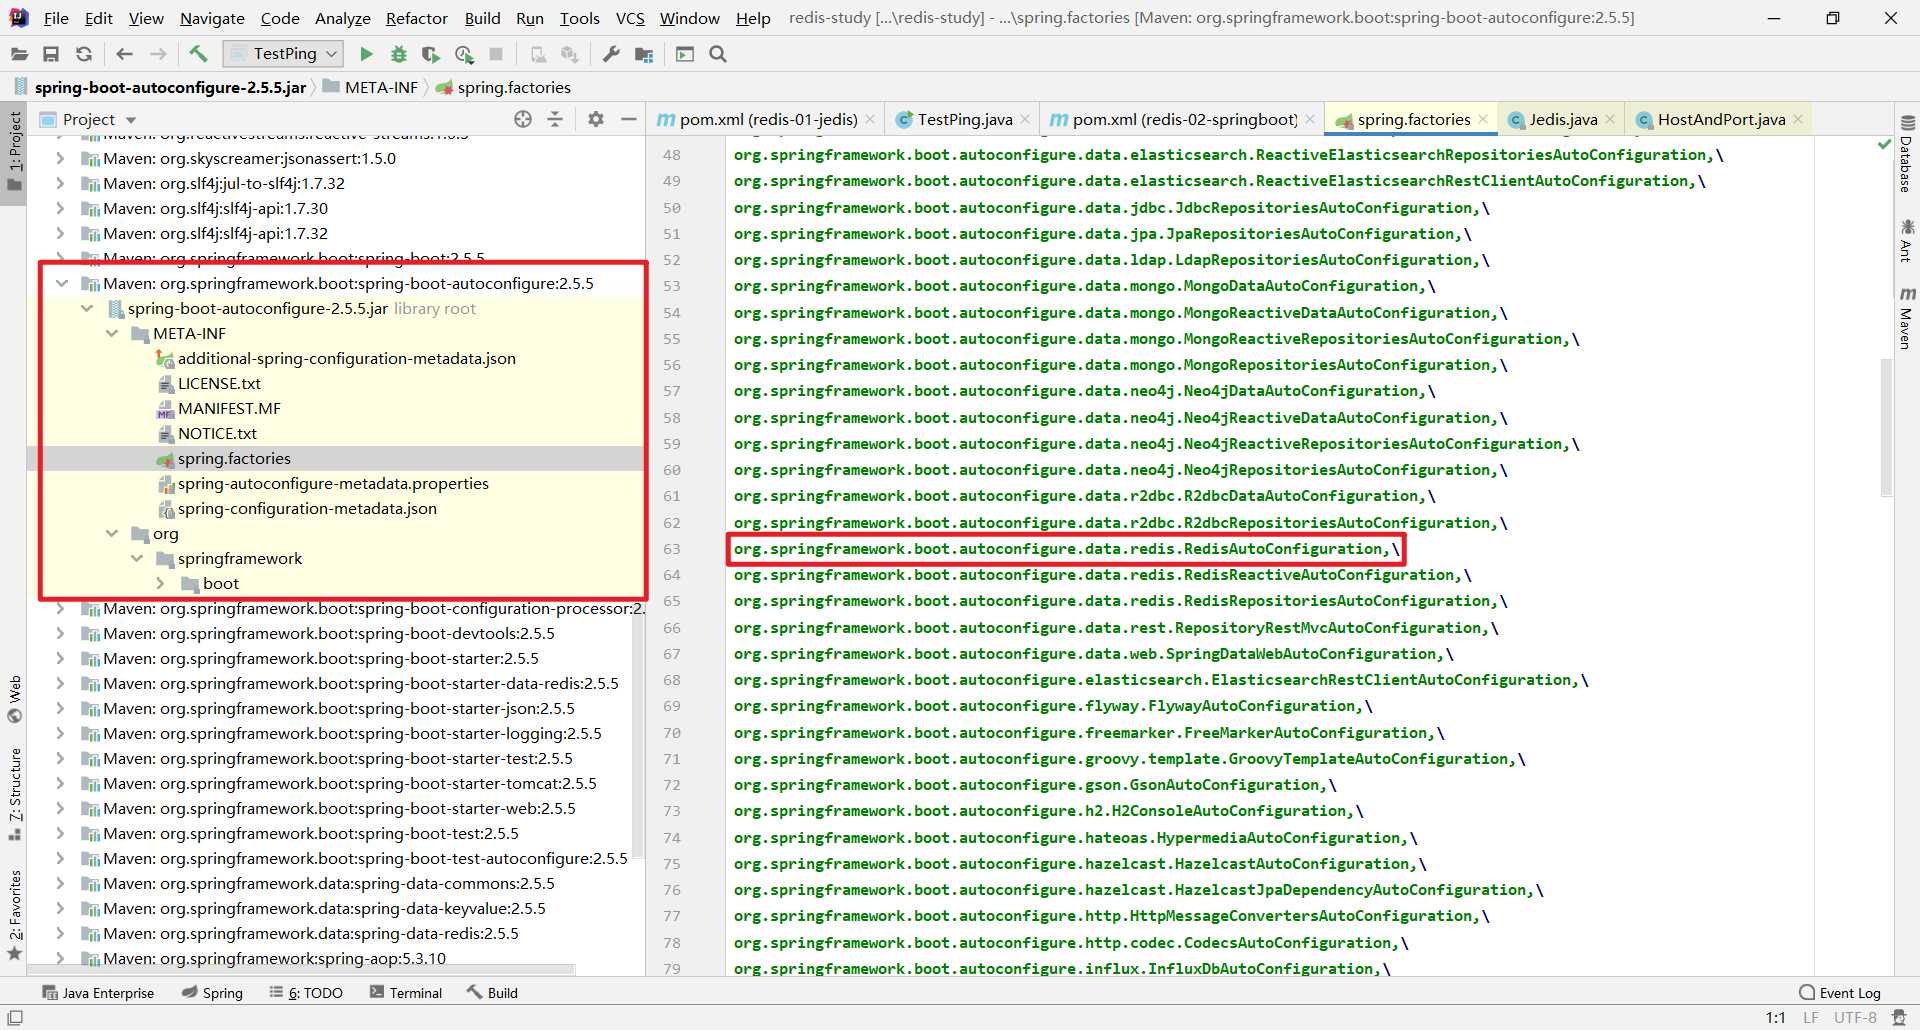 File Edit View Navigate Code Analyze Refactor Build Run Tools VCS Window Help redis-study [...\redis-study] - ...\spring.factories [Maven: org.springframework.boot:spring-boot-autoconfigure:2.5.5]
TestPing
spring-boot-autoconfigure-2.5.5.jar META-INF spring.factories
Project
pom.xml (redis-01-jedis) TestPing.java pom.xml (redis-02-springboot) spring.factories Jedis.java HostAndPort.java
1: Project
Web
7: Structure
2: Favorites
Maven: org.reactivestreams:reactive-streams:1.0.3
Maven: org.skyscreamer:jsonassert:1.5.0
Maven: org.slf4j:jul-to-slf4j:1.7.32
Maven: org.slf4j:slf4j-api:1.7.30
Maven: org.slf4j:slf4j-api:1.7.32
Maven: org.springframework.boot:spring-boot:2.5.5
Maven: org.springframework.boot:spring-boot-autoconfigure:2.5.5
spring-boot-autoconfigure-2.5.5.jar library root
META-INF
additional-spring-configuration-metadata.json
LICENSE.txt
MANIFEST.MF
NOTICE.txt
spring.factories
spring-autoconfigure-metadata.properties
spring-configuration-metadata.json
org
springframework
boot
Maven: org.springframework.boot:spring-boot-configuration-processor:2.
Maven: org.springframework.boot:spring-boot-devtools:2.5.5
Maven: org.springframework.boot:spring-boot-starter:2.5.5
Maven: org.springframework.boot:spring-boot-starter-data-redis:2.5.5
Maven: org.springframework.boot:spring-boot-starter-json:2.5.5
Maven: org.springframework.boot:spring-boot-starter-logging:2.5.5
Maven: org.springframework.boot:spring-boot-starter-test:2.5.5
Maven: org.springframework.boot:spring-boot-starter-tomcat:2.5.5
Maven: org.springframework.boot:spring-boot-starter-web:2.5.5
Maven: org.springframework.boot:spring-boot-test:2.5.5
Maven: org.springframework.boot:spring-boot-test-autoconfigure:2.5.5
Maven: org.springframework.data:spring-data-commons:2.5.5
Maven: org.springframework.data:spring-data-keyvalue:2.5.5
Maven: org.springframework.data:spring-data-redis:2.5.5
Maven: org.springframework:spring-aop:5.3.10
48 org.springframework.boot.autoconfigure.data.elasticsearch.ReactiveElasticsearchRepositoriesAutoConfiguration,\
49 org.springframework.boot.autoconfigure.data.elasticsearch.ReactiveElasticsearchRestClientAutoConfiguration,\
50 org.springframework.boot.autoconfigure.data.jdbc.JdbcRepositoriesAutoConfiguration,\
51 org.springframework.boot.autoconfigure.data.jpa.JpaRepositoriesAutoConfiguration,\
52 org.springframework.boot.autoconfigure.data.ldap.LdapRepositoriesAutoConfiguration,\
53 org.springframework.boot.autoconfigure.data.mongo.MongoDataAutoConfiguration,\
54 org.springframework.boot.autoconfigure.data.mongo.MongoReactiveDataAutoConfiguration,\
55 org.springframework.boot.autoconfigure.data.mongo.MongoReactiveRepositoriesAutoConfiguration,\
56 org.springframework.boot.autoconfigure.data.mongo.MongoRepositoriesAutoConfiguration,\
57 org.springframework.boot.autoconfigure.data.neo4j.Neo4jDataAutoConfiguration,\
58 org.springframework.boot.autoconfigure.data.neo4j.Neo4jReactiveDataAutoConfiguration,\
59 org.springframework.boot.autoconfigure.data.neo4j.Neo4jReactiveRepositoriesAutoConfiguration,\
60 org.springframework.boot.autoconfigure.data.neo4j.Neo4jRepositoriesAutoConfiguration,\
61 org.springframework.boot.autoconfigure.data.r2dbc.R2dbcDataAutoConfiguration,\
62 org.springframework.boot.autoconfigure.data.r2dbc.R2dbcRepositoriesAutoConfiguration,\
63 org.springframework.boot.autoconfigure.data.redis.RedisAutoConfiguration,\
64 org.springframework.boot.autoconfigure.data.redis.RedisReactiveAutoConfiguration,\
65 org.springframework.boot.autoconfigure.data.redis.RedisRepositoriesAutoConfiguration,\
66 org.springframework.boot.autoconfigure.data.rest.RepositoryRestMvcAutoConfiguration,\
67 org.springframework.boot.autoconfigure.data.web.SpringDataWebAutoConfiguration,\
68 org.springframework.boot.autoconfigure.elasticsearch.ElasticsearchRestClientAutoConfiguration,\
69 org.springframework.boot.autoconfigure.flyway.FlywayAutoConfiguration,\
70 org.springframework.boot.autoconfigure.freemarker.FreeMarkerAutoConfiguration,\
71 org.springframework.boot.autoconfigure.groovy.template.GroovyTemplateAutoConfiguration,\
72 org.springframework.boot.autoconfigure.gson.GsonAutoConfiguration,\
73 org.springframework.boot.autoconfigure.h2.H2ConsoleAutoConfiguration,\
74 org.springframework.boot.autoconfigure.hateoas.HypermediaAutoConfiguration,\
75 org.springframework.boot.autoconfigure.hazelcast.HazelcastAutoConfiguration,\
76 org.springframework.boot.autoconfigure.hazelcast.HazelcastJpaDependencyAutoConfiguration,\
77 org.springframework.boot.autoconfigure.http.HttpMessageConvertersAutoConfiguration,\
78 org.springframework.boot.autoconfigure.http.codec.CodecsAutoConfiguration,\
79 org.springframework.boot.autoconfigure.influx.InfluxDbAutoConfiguration,\
Database
Ant
Maven
Java Enterprise Spring 6: TODO Terminal Build Event Log
1:1 LF UTF-8